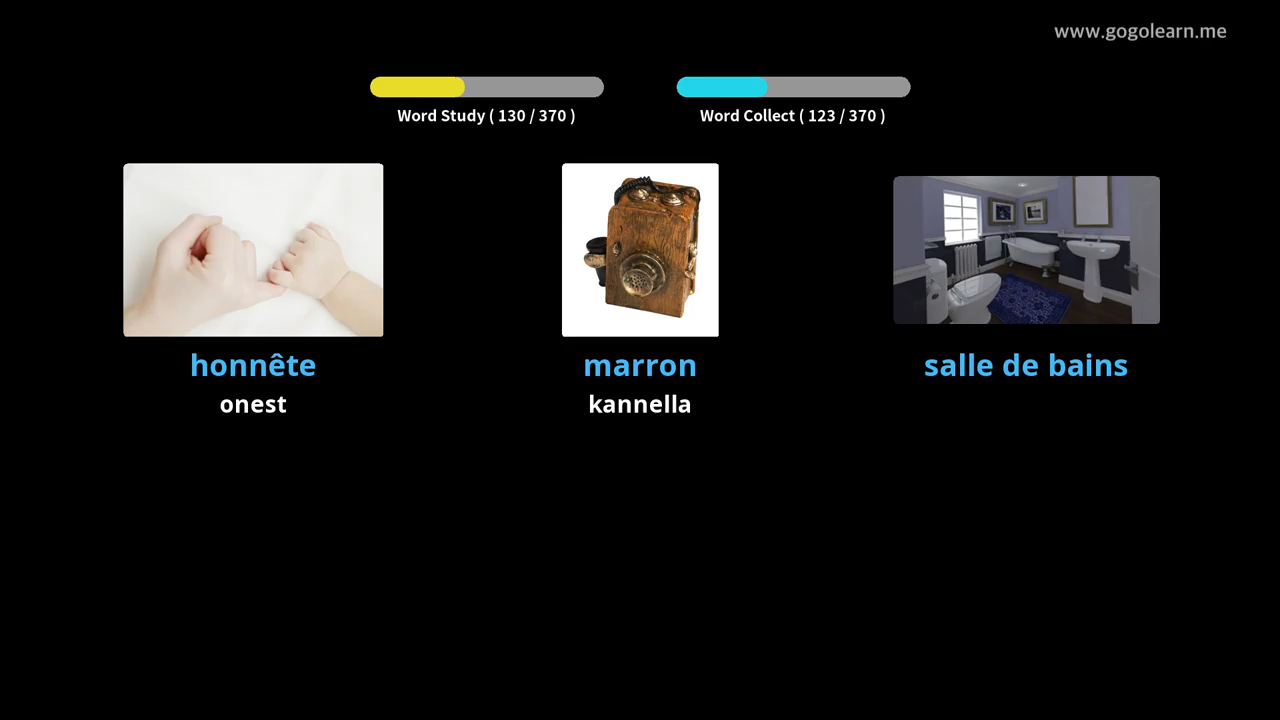 www.gogolearn.me
Word Study ( 130 / 370 )
Word Collect ( 123 / 370 )
honnête
onest
marron
kannella
salle de bains